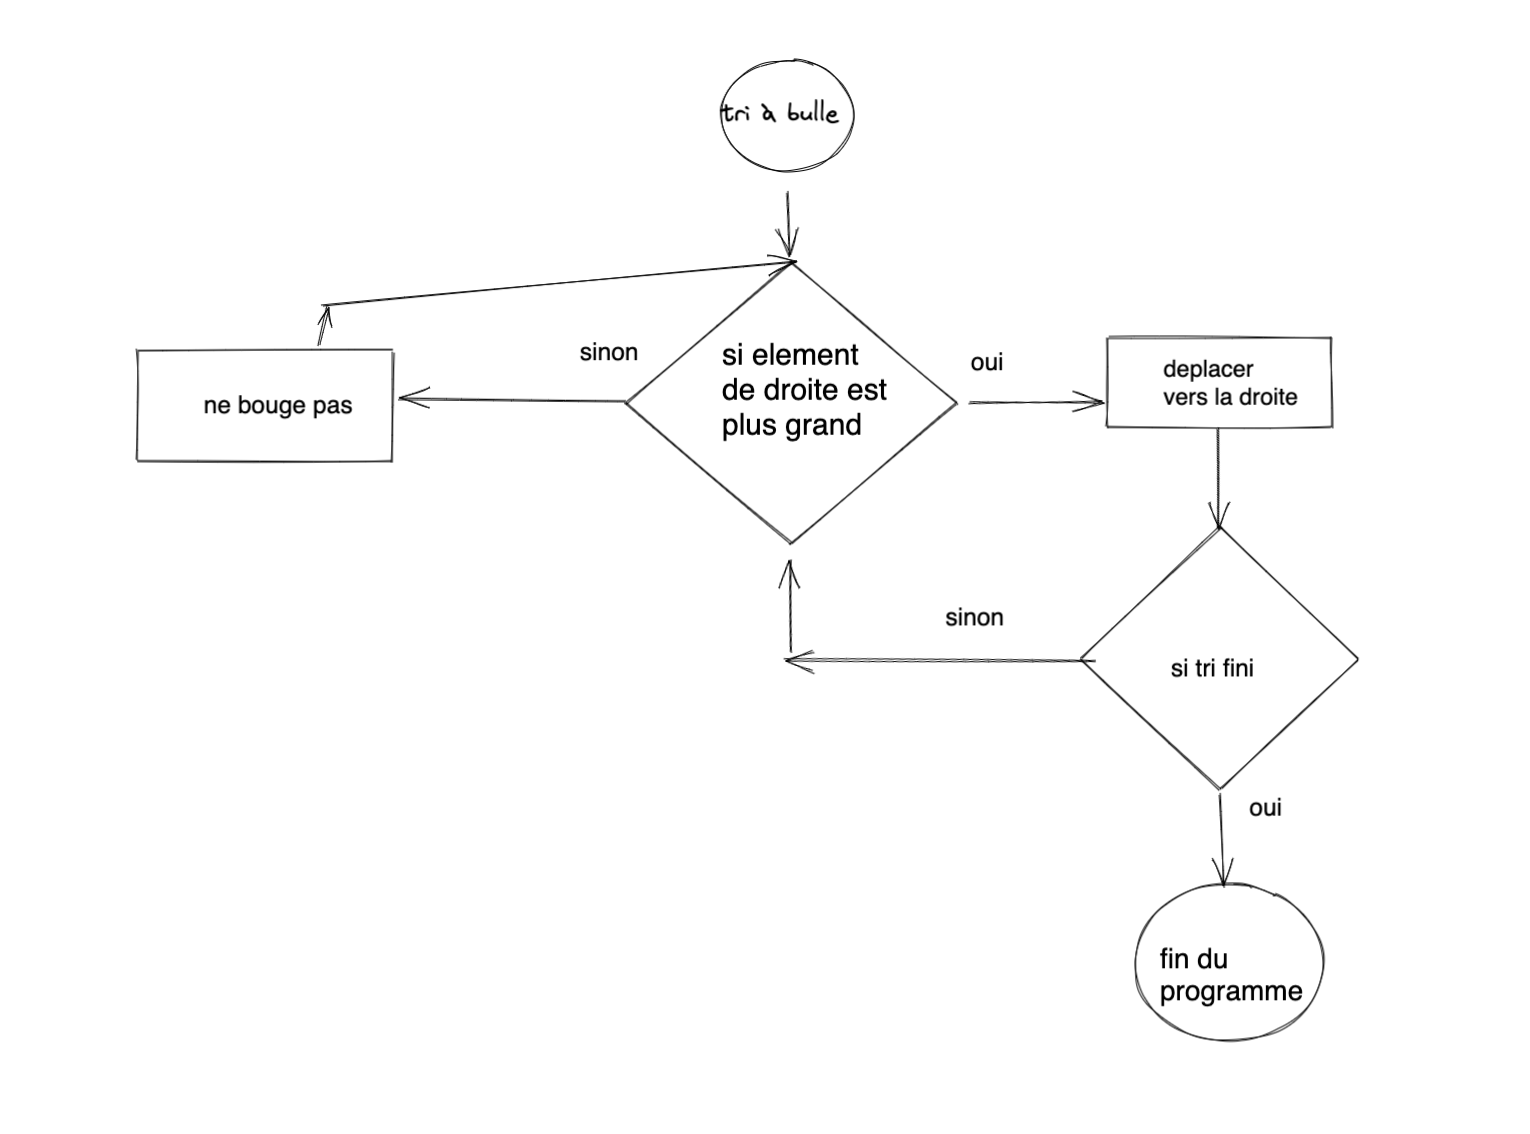 tri à bulle
sinon
si element
de droite est
plus grand
oui
deplacer
vers la droite
ne bouge pas
sinon
si tri fini
oui
fin du
programme